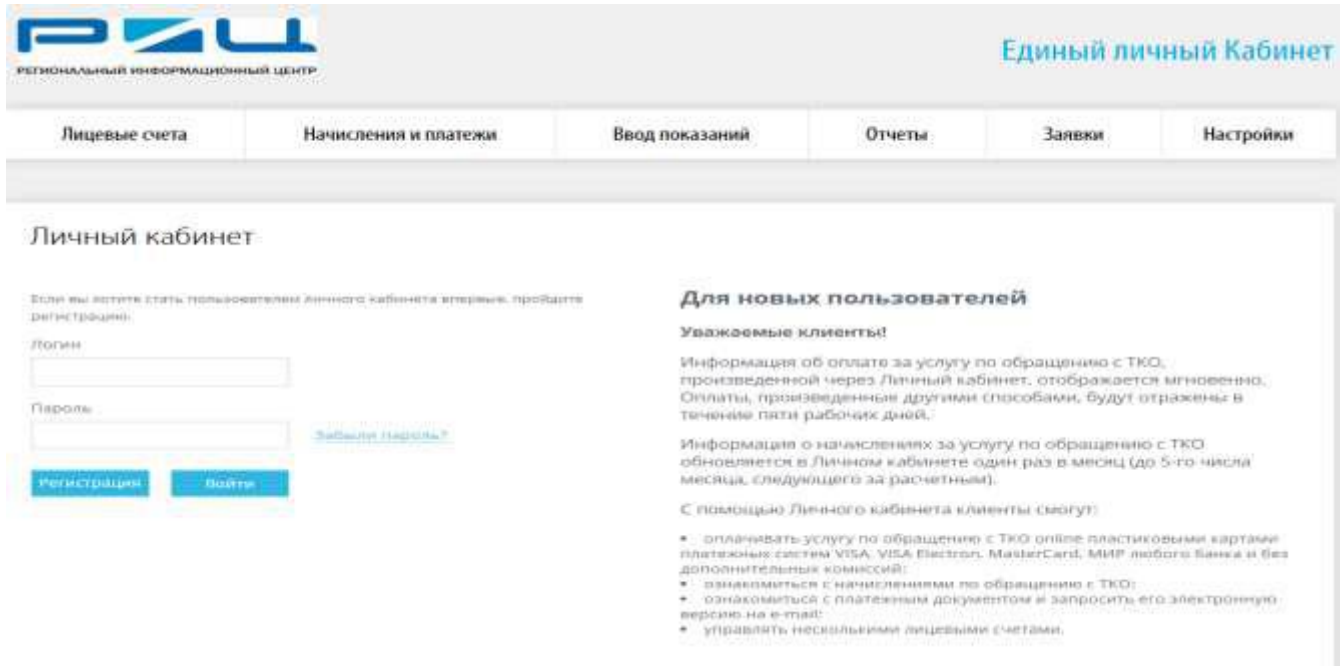 РИЦ
РЕГИОНАЛЬНЫЙ ИНФОРМАЦИОННЫЙ ЦЕНТР
Единый личный Кабинет
Лицевые счета Начисления и платежи Ввод показаний Отчеты Заявки Настройки
Личный кабинет
Если вы хотите стать пользователем личного кабинета впервые, пройдите
регистрацию.
Логин
Пароль
Забыли пароль?
Регистрация Войти
Для новых пользователей
Уважаемые клиенты!
Информация об оплате за услугу по обращению с ТКО,
произведенной через Личный кабинет, отображается мгновенно.
Оплаты, произведенные другими способами, будут отражены в
течение пяти рабочих дней.
Информация о начислениях за услугу по обращению с ТКО
обновляется в Личном кабинете один раз в месяц (до 5-го числа
месяца, следующего за расчетным).
С помощью Личного кабинета клиенты смогут:
• оплачивать услугу по обращению с ТКО online пластиковыми картами
платежных систем VISA, VISA Electron, MasterCard, МИР любого банка и без
дополнительных комиссий;
• ознакомиться с начислениями по обращению с ТКО;
• ознакомиться с платежным документом и запросить его электронную
версию на e-mail;
• управлять несколькими лицевыми счетами.